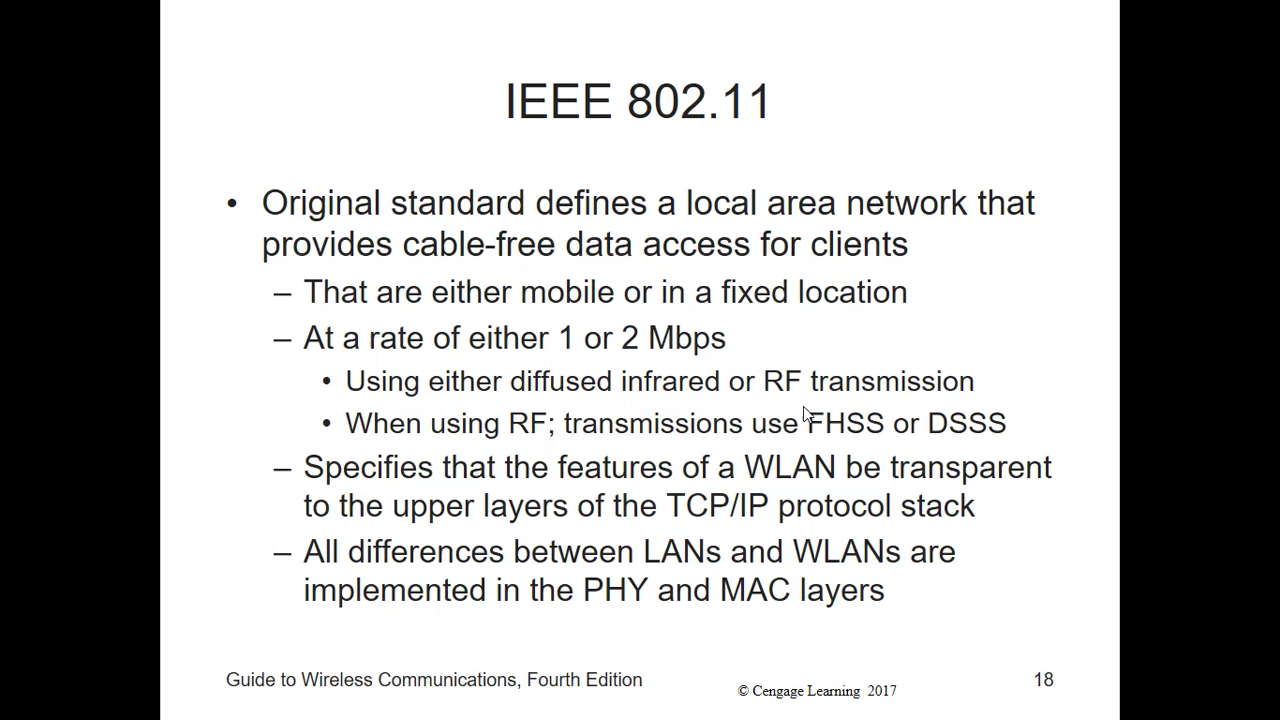 IEEE 802.11
• Original standard defines a local area network that
provides cable-free data access for clients
– That are either mobile or in a fixed location
– At a rate of either 1 or 2 Mbps
• Using either diffused infrared or RF transmission
• When using RF; transmissions use FHSS or DSSS
– Specifies that the features of a WLAN be transparent
to the upper layers of the TCP/IP protocol stack
– All differences between LANs and WLANs are
implemented in the PHY and MAC layers
Guide to Wireless Communications, Fourth Edition
© Cengage Learning 2017
18